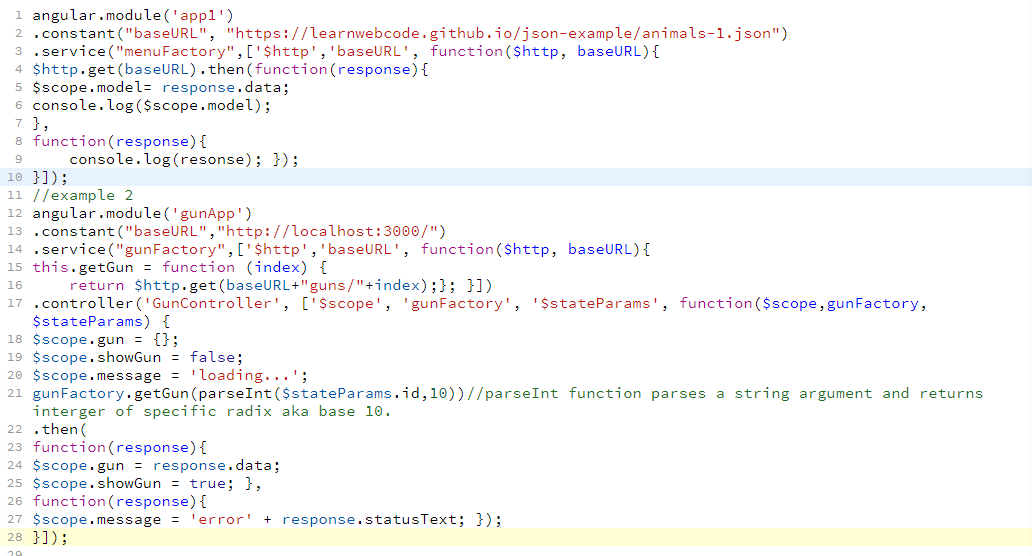 1 angular.module('app1')
2 .constant("baseURL", "https://learnwebcode.github.io/json-example/animals-1.json")
3 .service("menuFactory",['$http','baseURL', function($http, baseURL){
4 $http.get(baseURL).then(function(response){
5 $scope.model= response.data;
6 console.log($scope.model);
7 },
8 function(response){
9     console.log(resonse); });
10 }]);
11 //example 2
12 angular.module('gunApp')
13 .constant("baseURL","http://localhost:3000/")
14 .service("gunFactory",['$http','baseURL', function($http, baseURL){
15 this.getGun = function (index) {
16     return $http.get(baseURL+"guns/"+index);}; }])
17 .controller('GunController', ['$scope', 'gunFactory', '$stateParams', function($scope,gunFactory,
$stateParams) {
18 $scope.gun = {};
19 $scope.showGun = false;
20 $scope.message = 'loading...';
21 gunFactory.getGun(parseInt($stateParams.id,10))//parseInt function parses a string argument and returns
interger of specific radix aka base 10.
22 .then(
23 function(response){
24 $scope.gun = response.data;
25 $scope.showGun = true; },
26 function(response){
27 $scope.message = 'error' + response.statusText; });
28 }]);
29